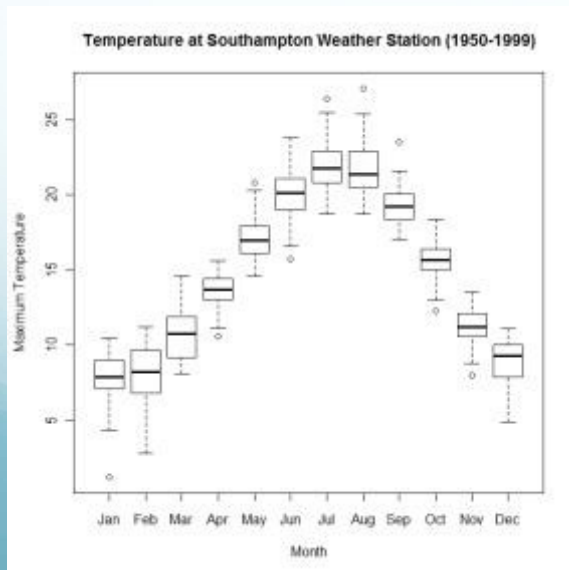 Temperature at Southampton Weather Station (1950-1999)
Maximum Temperature
25
20
15
10
5
Jan Feb Mar Apr May Jun Jul Aug Sep Oct Nov Dec
Month